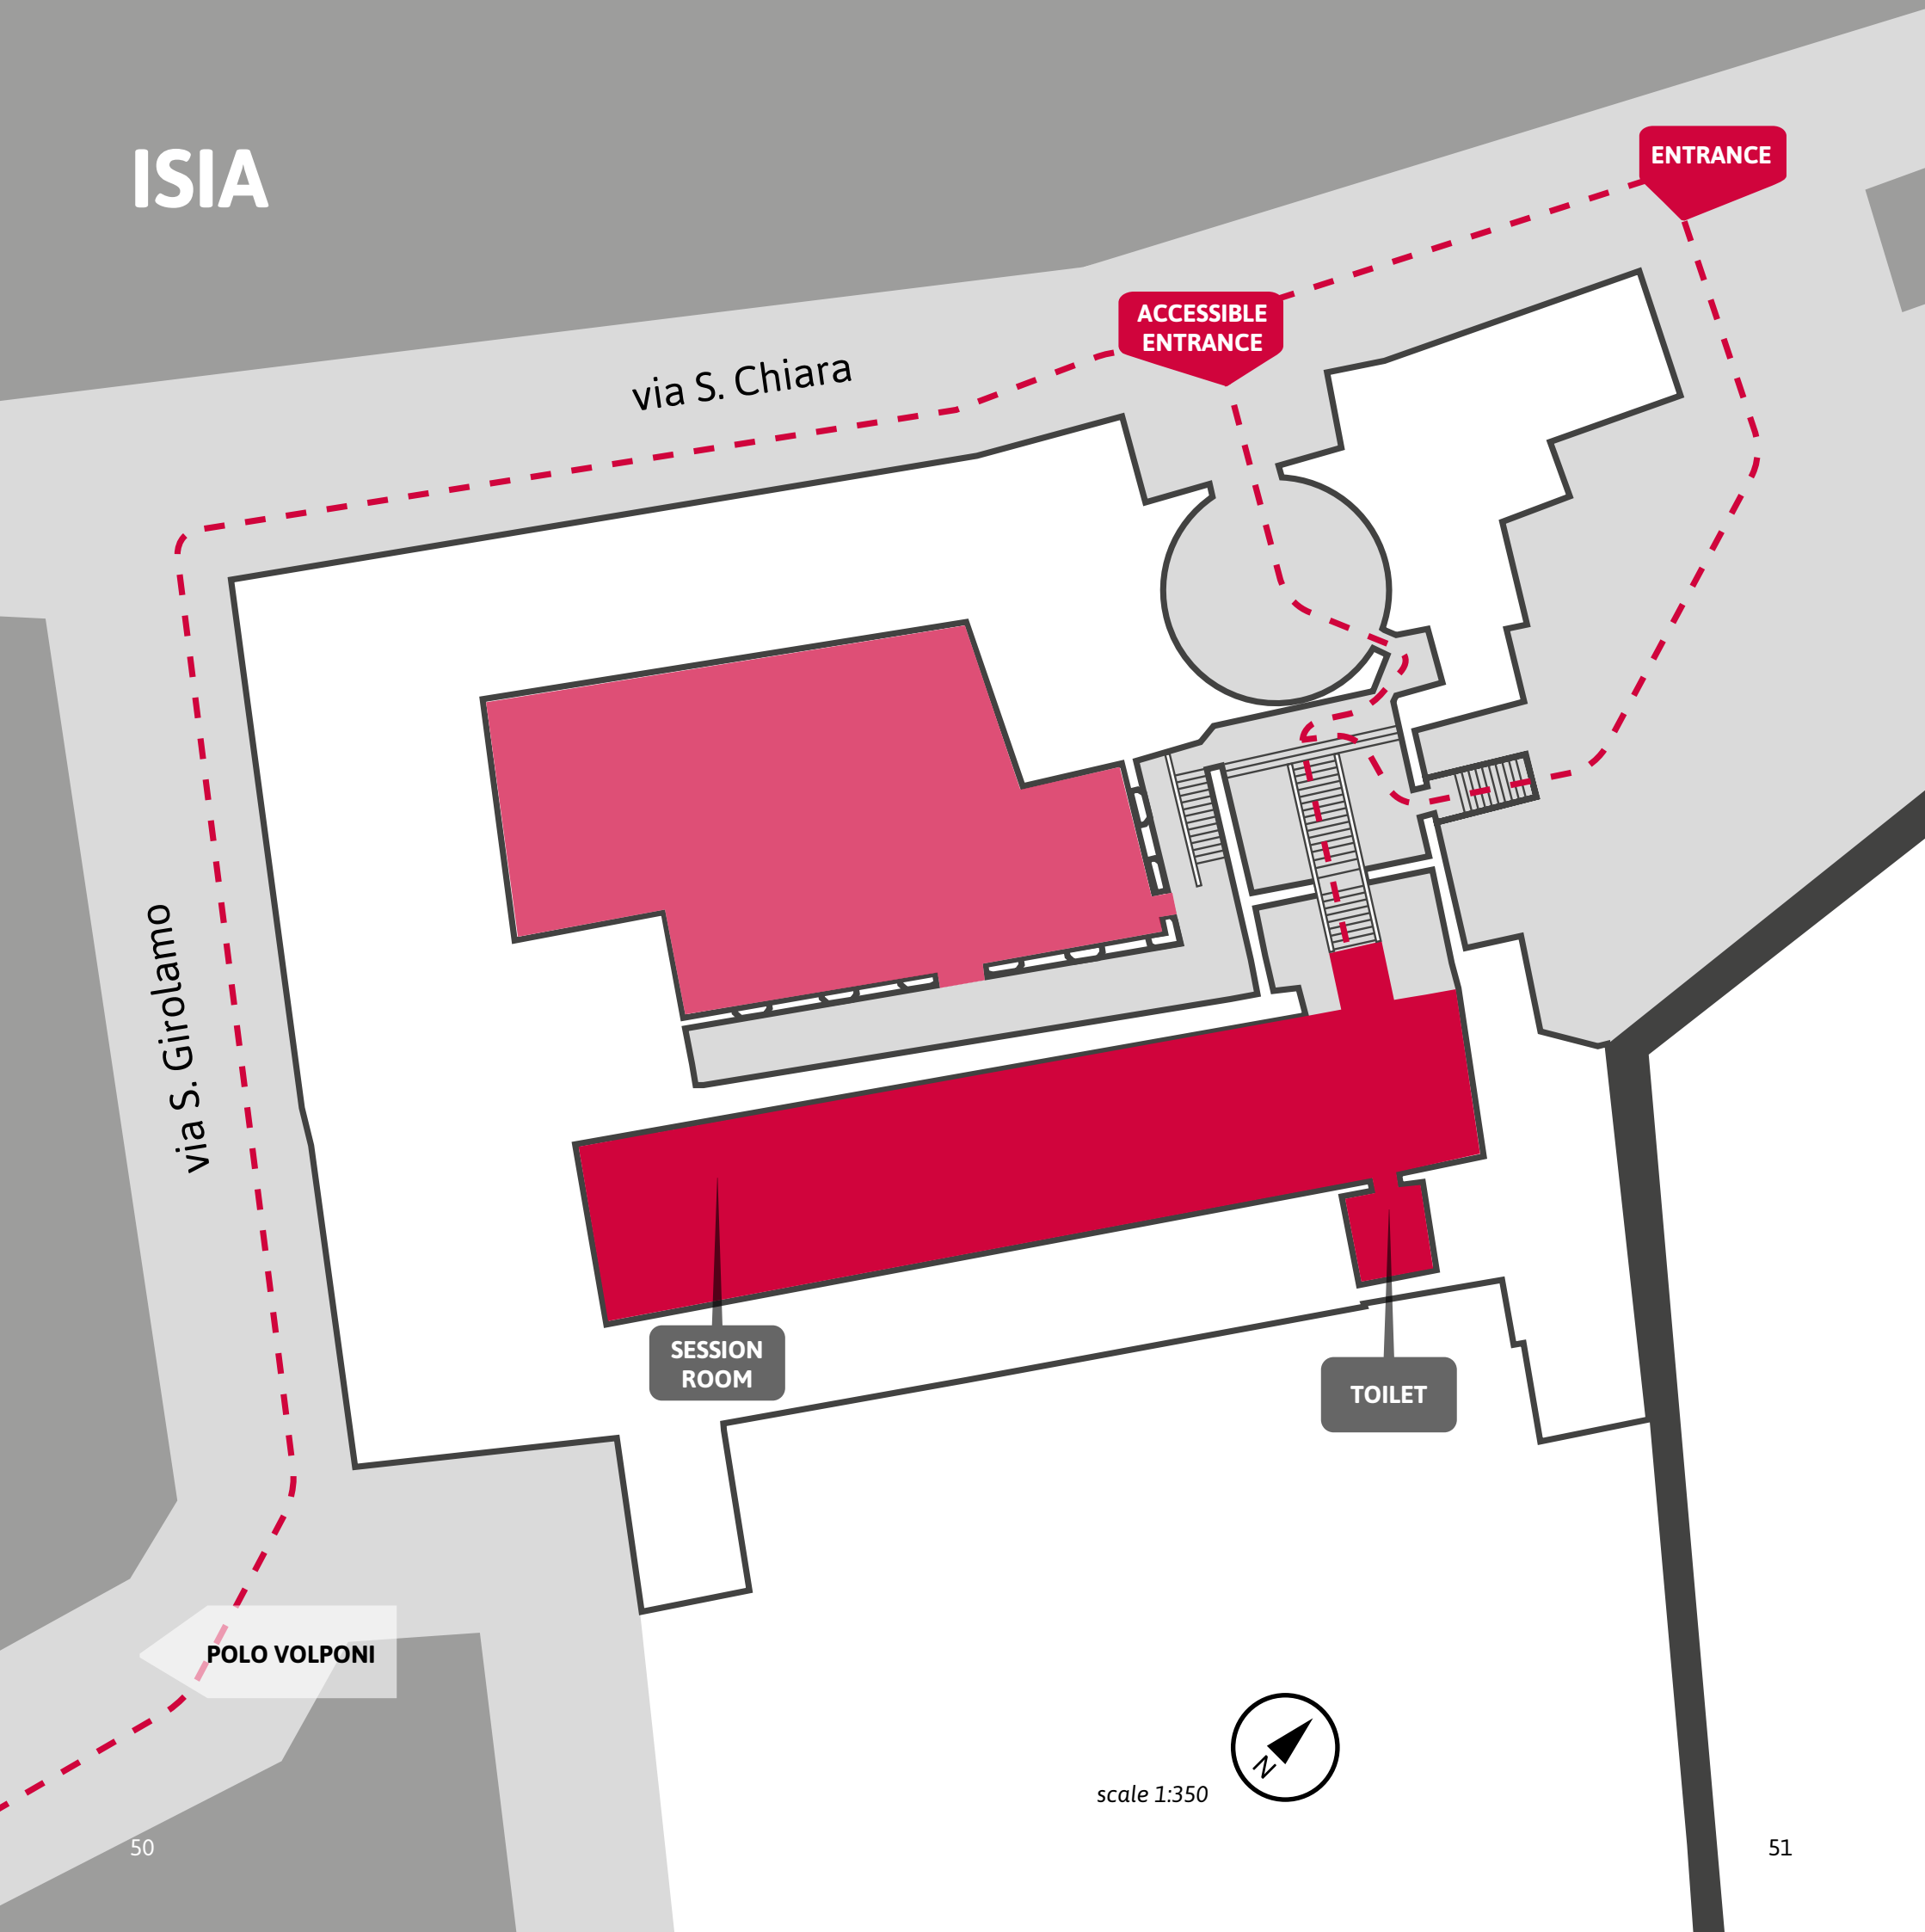 ISIA
ENTRANCE
ACCESSIBLE
ENTRANCE
via S. Chiara
via S. Girolamo
SESSION
ROOM
TOILET
POLO VOLPONI
N
scale 1:350
50
51